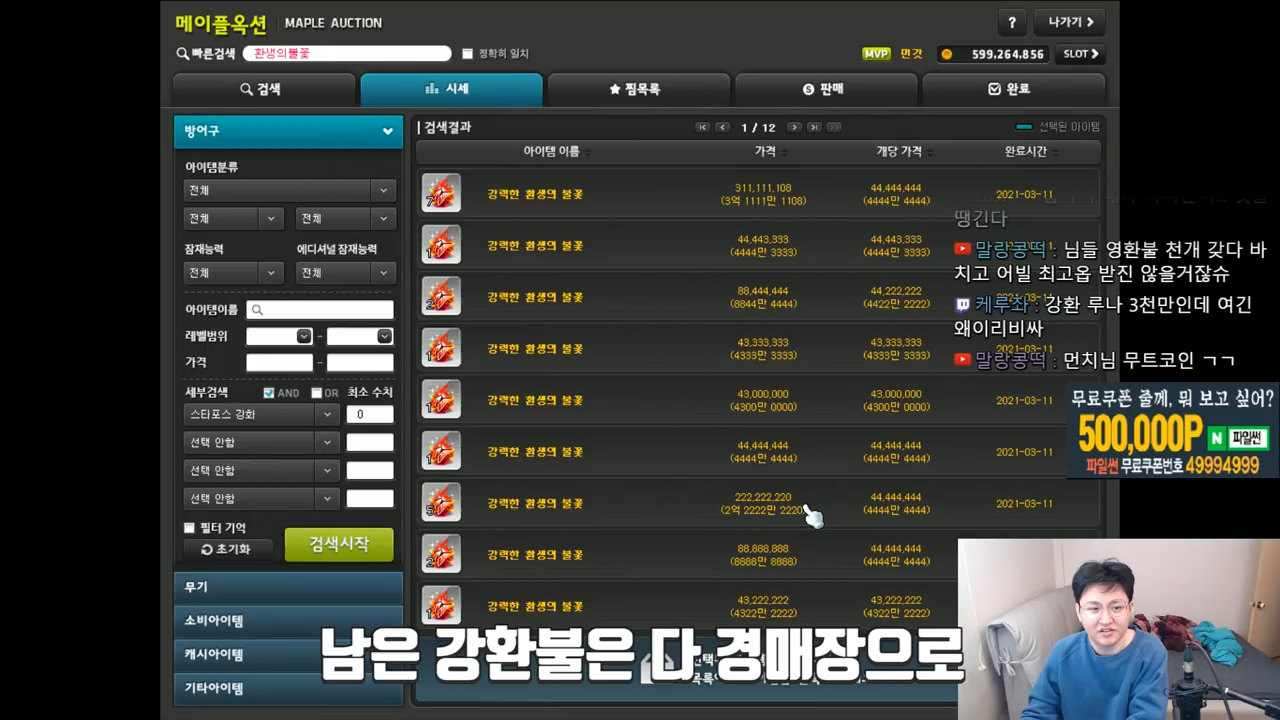 메이플옥션 MAPLE AUCTION
? 나가기 >
빠른검색 환생의불꽃 정확히 일치
MVP 먼갓 599,264,856 SLOT >
검색 시세 찜목록 판매 완료
방어구
아이템분류
전체
전체 전체
잠재능력 에디셔널 잠재능력
전체 전체
아이템이름
레벨범위 -
가격 -
세부검색 AND OR 최소 수치
스타포스 강화 0
선택 안함
선택 안함
선택 안함
필터 기억
초기화
검색시작
무기
소비아이템
캐시아이템
기타아이템
검색결과 1 / 12 선택된 아이템
아이템 이름 가격 개당 가격 완료시간
7 강력한 환생의 불꽃 311,111,108 44,444,444 2021-03-11
(3억 1111만 1108) (4444만 4444)
1 강력한 환생의 불꽃 44,443,333 44,443,333
(4444만 3333) (4444만 3333)
2 강력한 환생의 불꽃 88,444,444 44,222,222
(8844만 4444) (4422만 2222)
1 강력한 환생의 불꽃 43,333,333 43,333,333 2021-03-11
(4333만 3333) (4333만 3333)
1 강력한 환생의 불꽃 43,000,000 43,000,000 2021-03-11
(4300만 0000) (4300만 0000)
1 강력한 환생의 불꽃 44,444,444 44,444,444 2021-03-11
(4444만 4444) (4444만 4444)
5 강력한 환생의 불꽃 222,222,220 44,444,444 2021-03-11
(2억 2222만 2220) (4444만 4444)
2 강력한 환생의 불꽃 88,888,888 44,444,444
(8888만 8888) (4444만 4444)
1 강력한 환생의 불꽃 43,222,222 43,222,222
(4322만 2222) (4322만 2222)
땡긴다
말랑콩떡 : 님들 영환불 천개 갖다 바
치고 어빌 최고옵 받진 않을거잖슈
케루좌 : 강환 루나 3천만인데 여긴
왜이리비싸
말랑콩떡 : 먼치님 무트코인 ㄱㄱ
무료쿠폰 줄께, 뭐 보고 싶어?
500,000P N 파일썬
파일썬 무료쿠폰번호 49994999
남은 강환불은 다 경매장으로